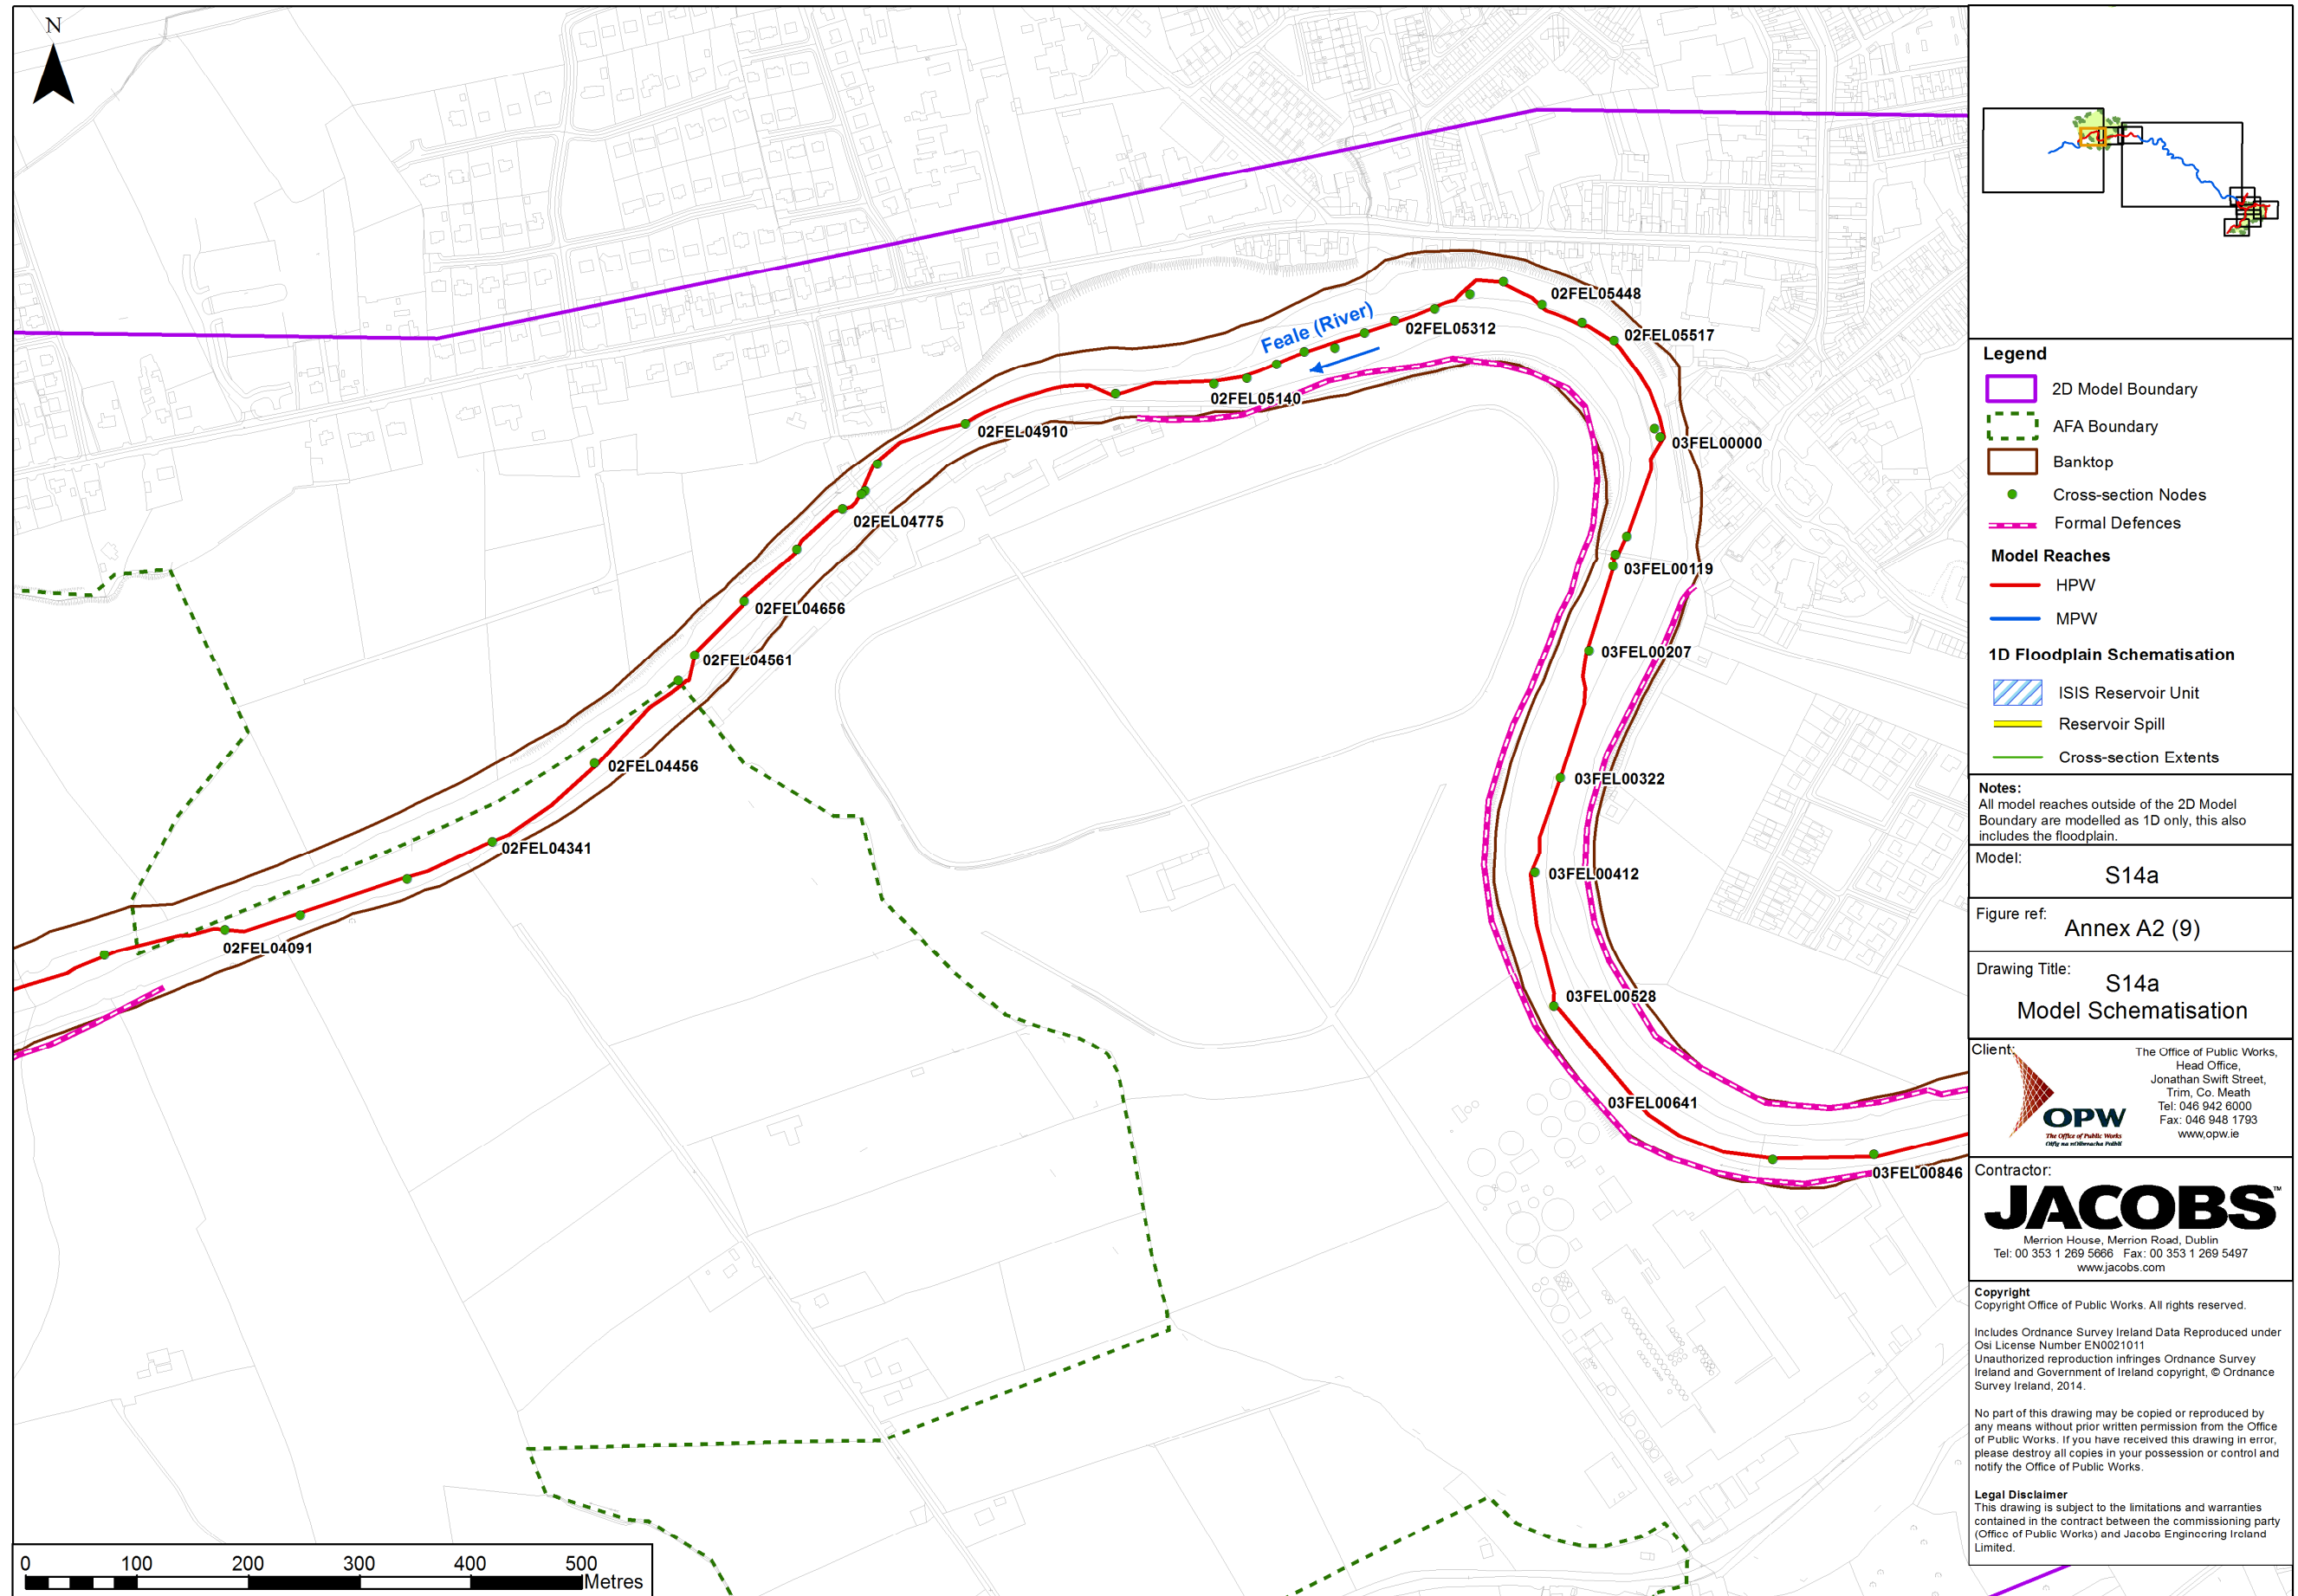 N
Feale (River)
02FEL05448
02FEL05312
02FEL05517
02FEL05140
02FEL04910
03FEL00000
02FEL04775
03FEL00119
02FEL04656
03FEL00207
02FEL04561
02FEL04456
03FEL00322
02FEL04341
03FEL00412
02FEL04091
03FEL00528
03FEL00641
03FEL00846
0 100 200 300 400 500
Metres
Legend
2D Model Boundary
AFA Boundary
Banktop
Cross-section Nodes
Formal Defences
Model Reaches
HPW
MPW
1D Floodplain Schematisation
ISIS Reservoir Unit
Reservoir Spill
Cross-section Extents
Notes:
All model reaches outside of the 2D Model
Boundary are modelled as 1D only, this also
includes the floodplain.
Model:
S14a
Figure ref:
Annex A2 (9)
Drawing Title:
S14a
Model Schematisation
Client:
The Office of Public Works,
Head Office,
Jonathan Swift Street,
Trim, Co. Meath
Tel: 046 942 6000
Fax: 046 948 1793
www.opw.ie
OPW
The Office of Public Works
Oifig na nOibreacha Poiblí
Contractor:
JACOBS™
Merrion House, Merrion Road, Dublin
Tel: 00 353 1 269 5666 Fax: 00 353 1 269 5497
www.jacobs.com
Copyright
Copyright Office of Public Works. All rights reserved.
Includes Ordnance Survey Ireland Data Reproduced under
Osi License Number EN0021011
Unauthorized reproduction infringes Ordnance Survey
Ireland and Government of Ireland copyright, © Ordnance
Survey Ireland, 2014.
No part of this drawing may be copied or reproduced by
any means without prior written permission from the Office
of Public Works. If you have received this drawing in error,
please destroy all copies in your possession or control and
notify the Office of Public Works.
Legal Disclaimer
This drawing is subject to the limitations and warranties
contained in the contract between the commissioning party
(Office of Public Works) and Jacobs Engineering Ireland
Limited.